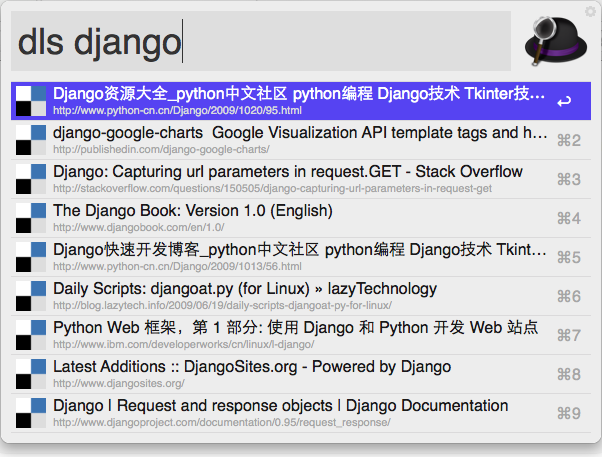 dls django
Django资源大全_python中文社区 python编程 Django技术 Tkinter技…
http://www.python-cn.cn/Django/2009/1020/95.html
django-google-charts Google Visualization API template tags and h…
http://publishedin.com/django-google-charts/
⌘2
Django: Capturing url parameters in request.GET - Stack Overflow
http://stackoverflow.com/questions/150505/django-capturing-url-parameters-in-request-get
⌘3
The Django Book: Version 1.0 (English)
http://www.djangobook.com/en/1.0/
⌘4
Django快速开发博客_python中文社区 python编程 Django技术 Tkint…
http://www.python-cn.cn/Django/2009/1013/56.html
⌘5
Daily Scripts: djangoat.py (for Linux) » lazyTechnology
http://blog.lazytech.info/2009/06/19/daily-scripts-djangoat-py-for-linux/
⌘6
Python Web 框架，第 1 部分: 使用 Django 和 Python 开发 Web 站点
http://www.ibm.com/developerworks/cn/linux/l-django/
⌘7
Latest Additions :: DjangoSites.org - Powered by Django
http://www.djangosites.org/
⌘8
Django | Request and response objects | Django Documentation
http://www.djangoproject.com/documentation/0.95/request_response/
⌘9